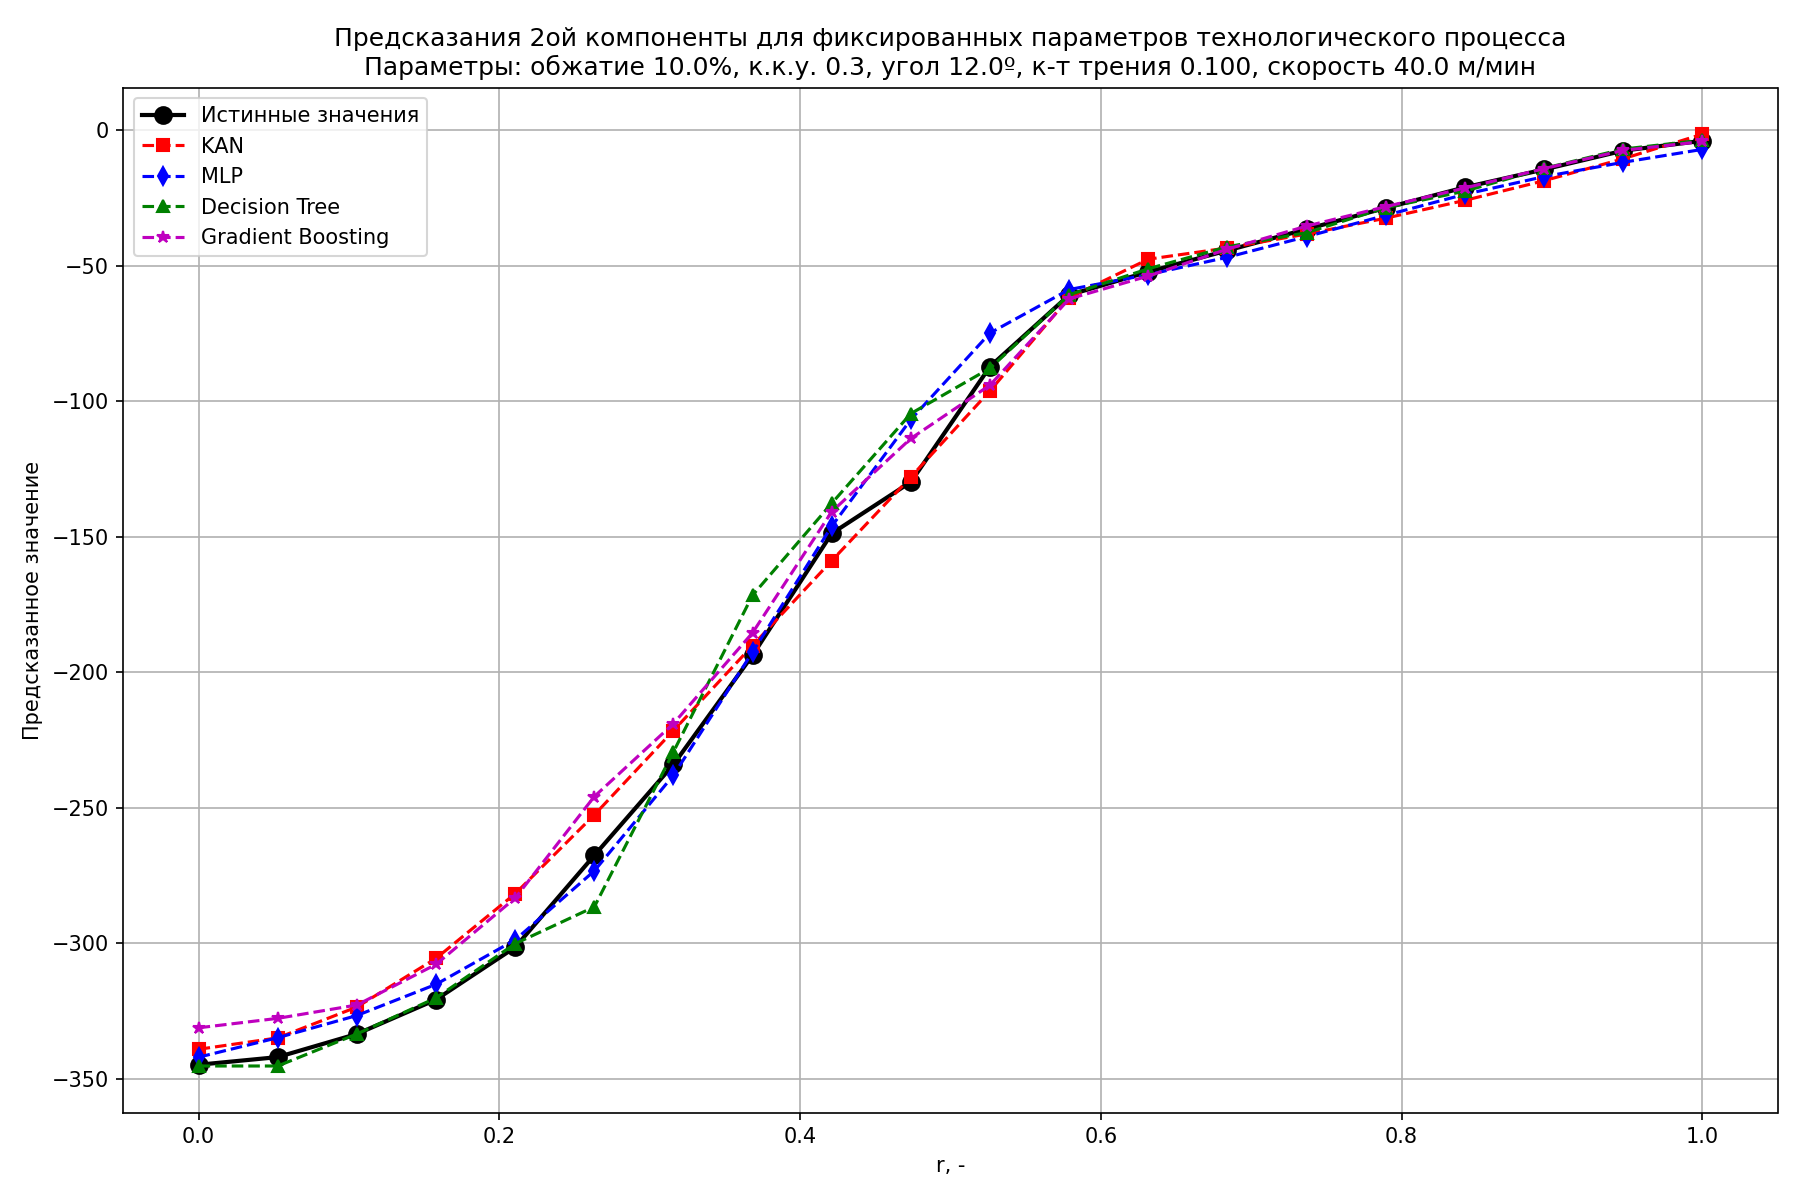 Предсказания 2ой компоненты для фиксированных параметров технологического процесса
Параметры: обжатие 10.0%, к.к.у. 0.3, угол 12.0º, к-т трения 0.100, скорость 40.0 м/мин
Истинные значения
KAN
MLP
Decision Tree
Gradient Boosting
Предсказанное значение
0
−50
−100
−150
−200
−250
−300
−350
0.0
0.2
0.4
0.6
0.8
1.0
r, -